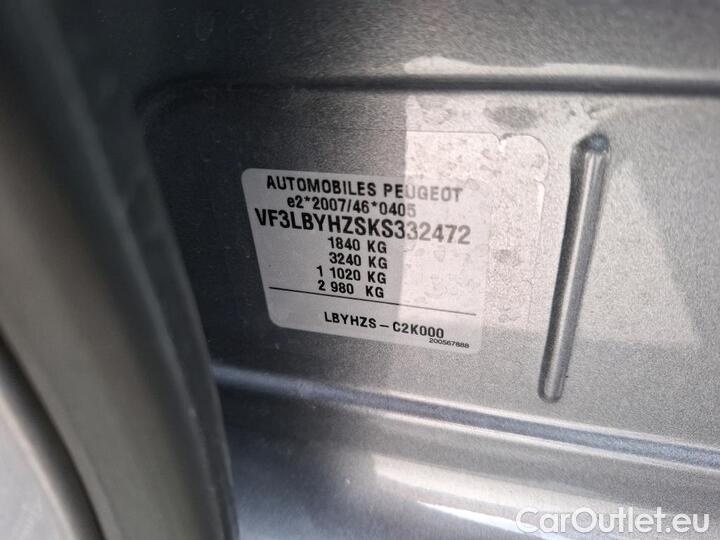 AUTOMOBILES PEUGEOT
e2*2007/46*0405
VF3LBYHZSKS332472
1840 KG
3240 KG
1 1020 KG
2 980 KG
LBYHZS - C2K000
200567888
CarOutlet.eu